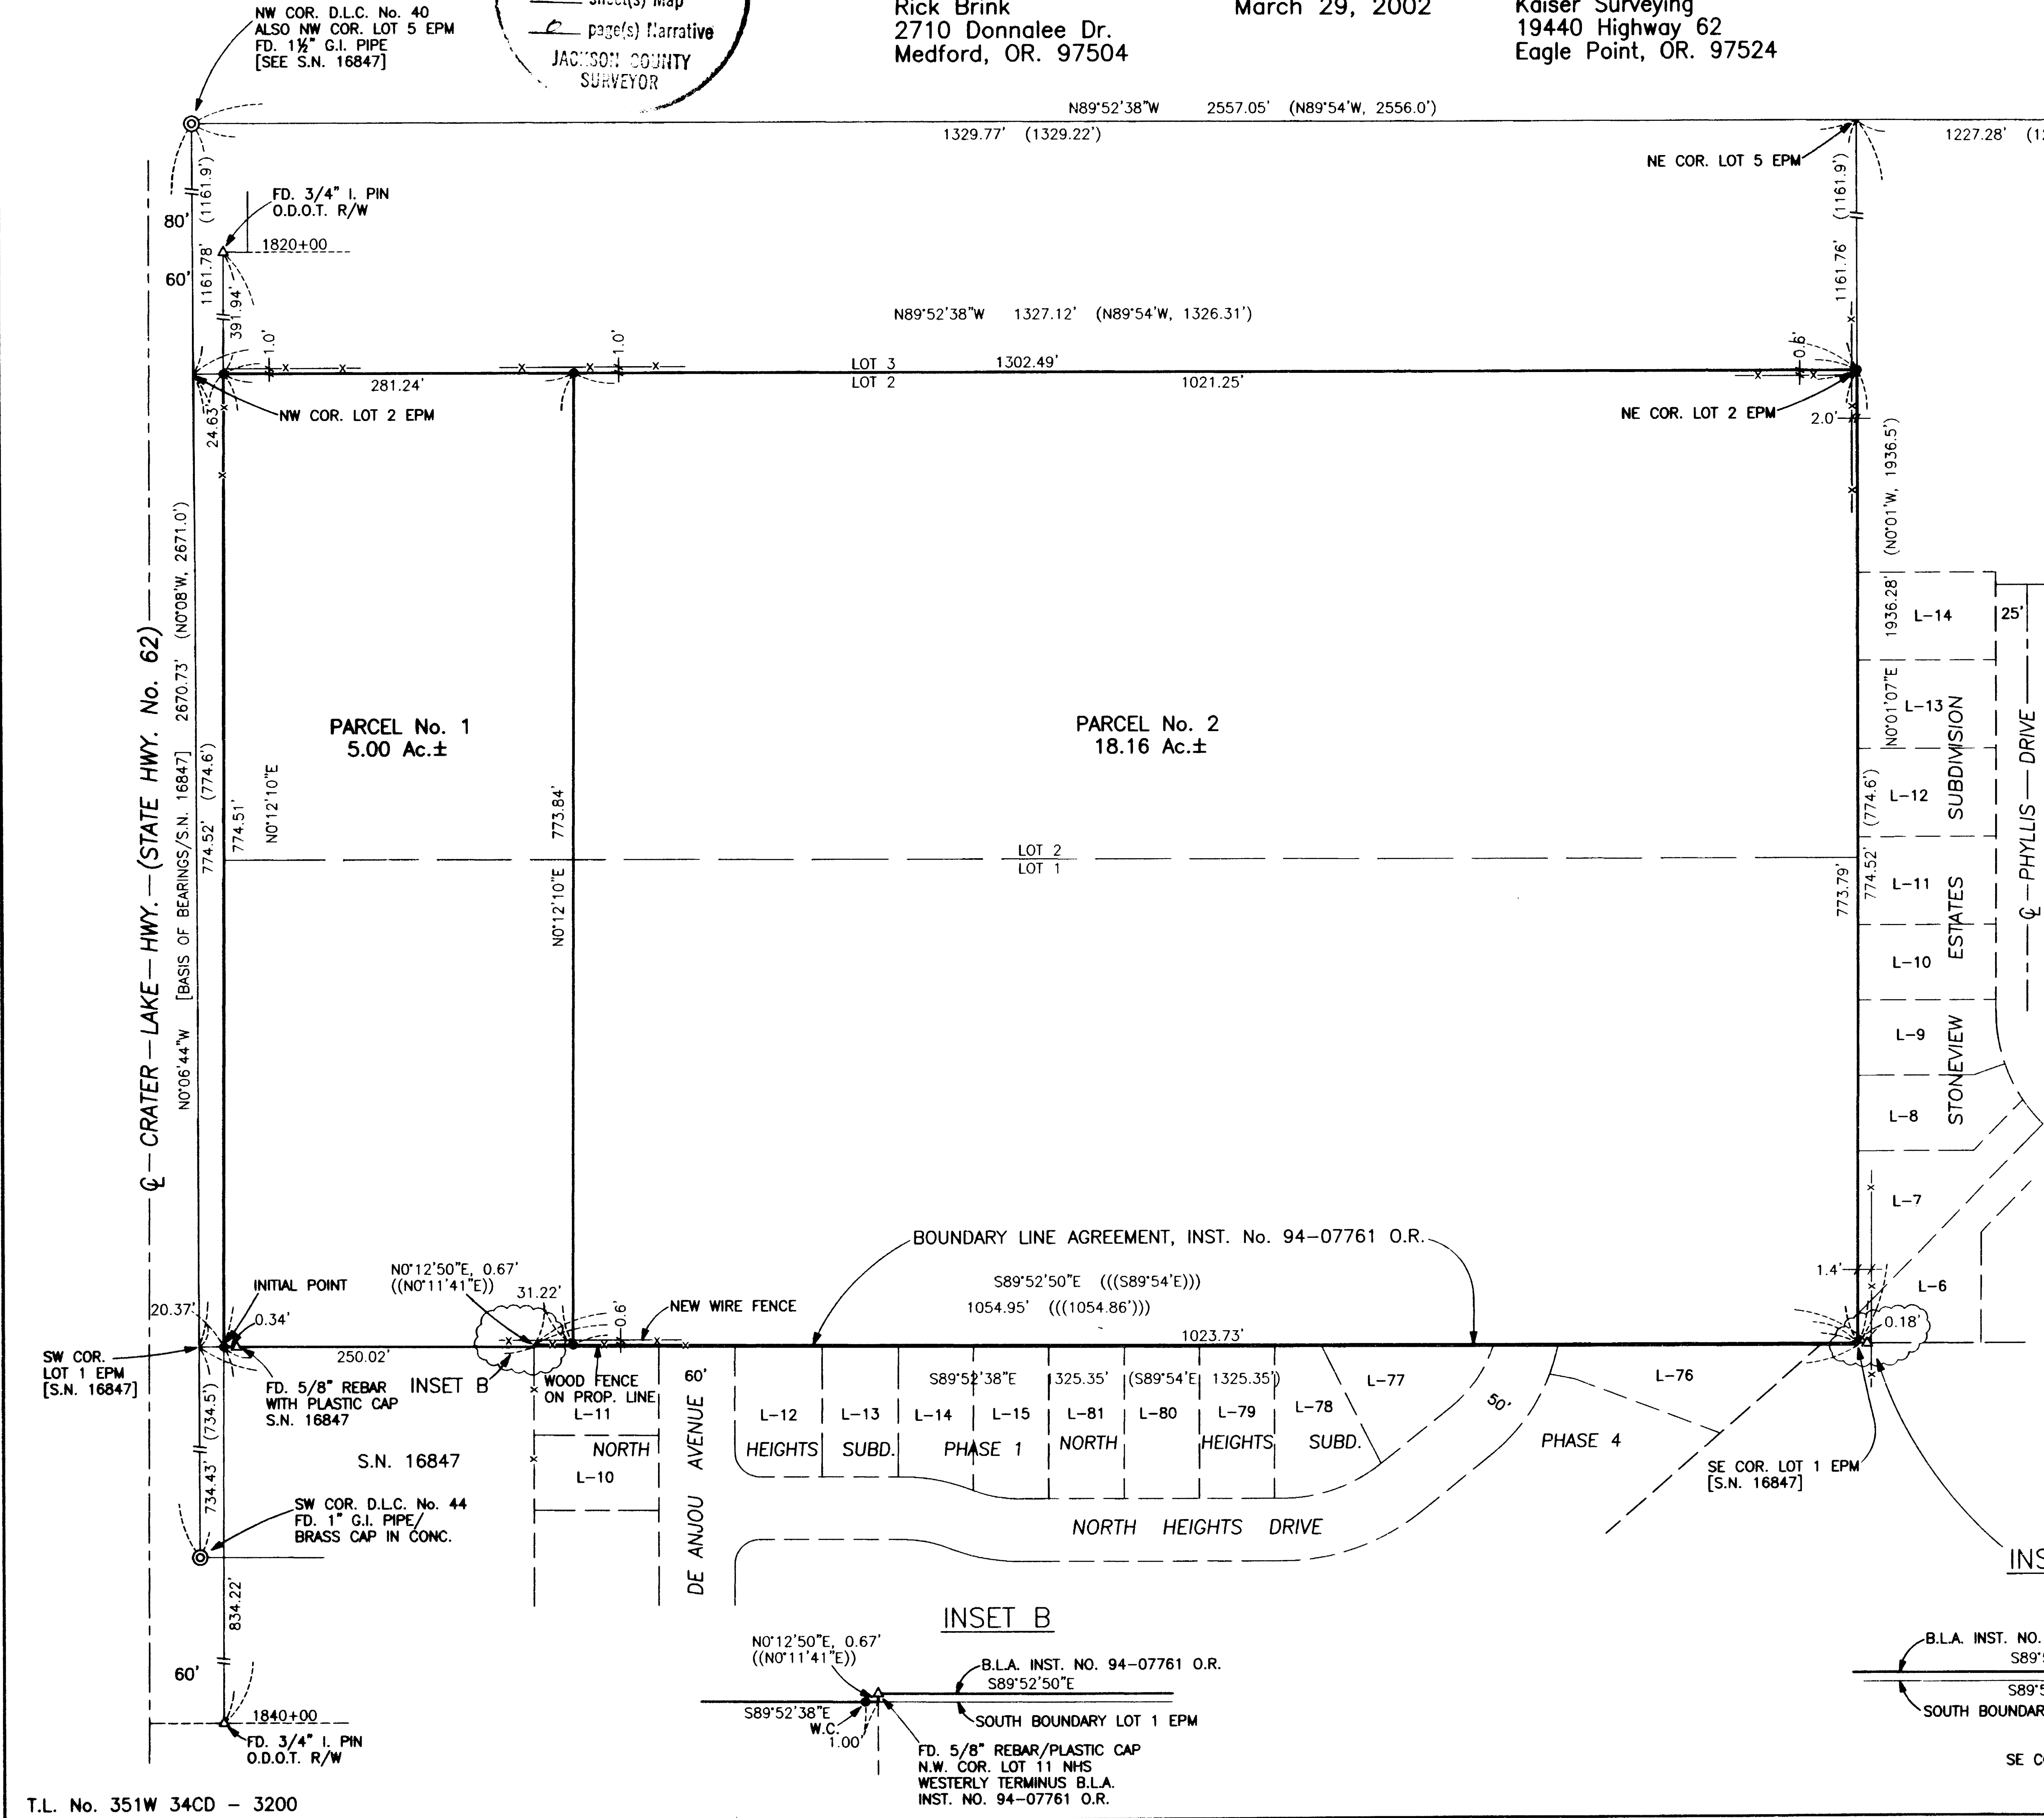 NW COR. D.L.C. No. 40
ALSO NW COR. LOT 5 EPM
FD. 1½" G.I. PIPE
[SEE S.N. 16847]
sheet(s) Map
page(s) Narrative
JACKSON COUNTY
SURVEYOR
Rick Brink
2710 Donnalee Dr.
Medford, OR. 97504
March 29, 2002
Kaiser Surveying
19440 Highway 62
Eagle Point, OR. 97524
N89°52'38"W 2557.05' (N89°54'W, 2556.0')
1329.77' (1329.22')
1227.28'
NE COR. LOT 5 EPM
(1161.9')
1161.78'
80'
60'
FD. 3/4" I. PIN
O.D.O.T. R/W
1820+00
391.94'
(1161.9')
1161.76'
N89°52'38"W 1327.12' (N89°54'W, 1326.31')
1.0'
1.0'
0.6'
LOT 3
LOT 2
1302.49'
281.24'
1021.25'
24.63'
NW COR. LOT 2 EPM
NE COR. LOT 2 EPM
2.0'
℄ — CRATER — LAKE — HWY. — (STATE HWY. No. 62)
N0°06'44"W [BASIS OF BEARINGS/S.N. 16847] 2670.73' (N0°08'W, 2671.0')
774.52' (774.6')
774.51'
N0°12'10"E
PARCEL No. 1
5.00 Ac.±
PARCEL No. 2
18.16 Ac.±
N0°12'10"E 773.84'
LOT 2
LOT 1
N0°01'07"E 1936.28' (N0°01'W, 1936.5')
773.79'
774.52' (774.6')
L-14
L-13
L-12
L-11
L-10
L-9
L-8
L-7
L-6
STONEVIEW ESTATES SUBDIVISION
25'
℄ — PHYLLIS — DRIVE
BOUNDARY LINE AGREEMENT, INST. No. 94-07761 O.R.
N0°12'50"E, 0.67'
((N0°11'41"E))
S89°52'50"E (((S89°54'E)))
1054.95' (((1054.86')))
1023.73'
INITIAL POINT
20.37'
0.34'
31.22'
0.6'
NEW WIRE FENCE
1.4'
0.18'
SW COR.
LOT 1 EPM
[S.N. 16847]
250.02'
FD. 5/8" REBAR
WITH PLASTIC CAP
S.N. 16847
INSET B
WOOD FENCE
ON PROP. LINE
60'
S89°52'38"E 1325.35' (S89°54'E 1325.35')
L-11
L-10
L-12
L-13
L-14
L-15
L-81
L-80
L-79
L-78
L-77
L-76
50'
NORTH
HEIGHTS SUBD. PHASE 1
NORTH HEIGHTS SUBD. PHASE 4
DE ANJOU AVENUE
NORTH HEIGHTS DRIVE
S.N. 16847
734.43' (734.5')
SW COR. D.L.C. No. 44
FD. 1" G.I. PIPE/
BRASS CAP IN CONC.
SE COR. LOT 1 EPM
[S.N. 16847]
834.22'
60'
1840+00
FD. 3/4" I. PIN
O.D.O.T. R/W
INSET B
N0°12'50"E, 0.67'
((N0°11'41"E))
B.L.A. INST. NO. 94-07761 O.R.
S89°52'50"E
S89°52'38"E
W.C.
1.00'
SOUTH BOUNDARY LOT 1 EPM
FD. 5/8" REBAR/PLASTIC CAP
N.W. COR. LOT 11 NHS
WESTERLY TERMINUS B.L.A.
INST. NO. 94-07761 O.R.
B.L.A. INST. NO.
T.L. No. 351W 34CD - 3200